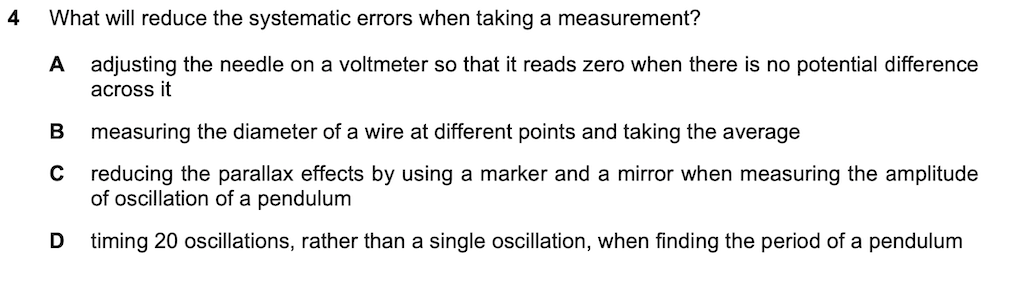 4 What will reduce the systematic errors when taking a measurement?
A adjusting the needle on a voltmeter so that it reads zero when there is no potential difference
across it
B measuring the diameter of a wire at different points and taking the average
C reducing the parallax effects by using a marker and a mirror when measuring the amplitude
of oscillation of a pendulum
D timing 20 oscillations, rather than a single oscillation, when finding the period of a pendulum